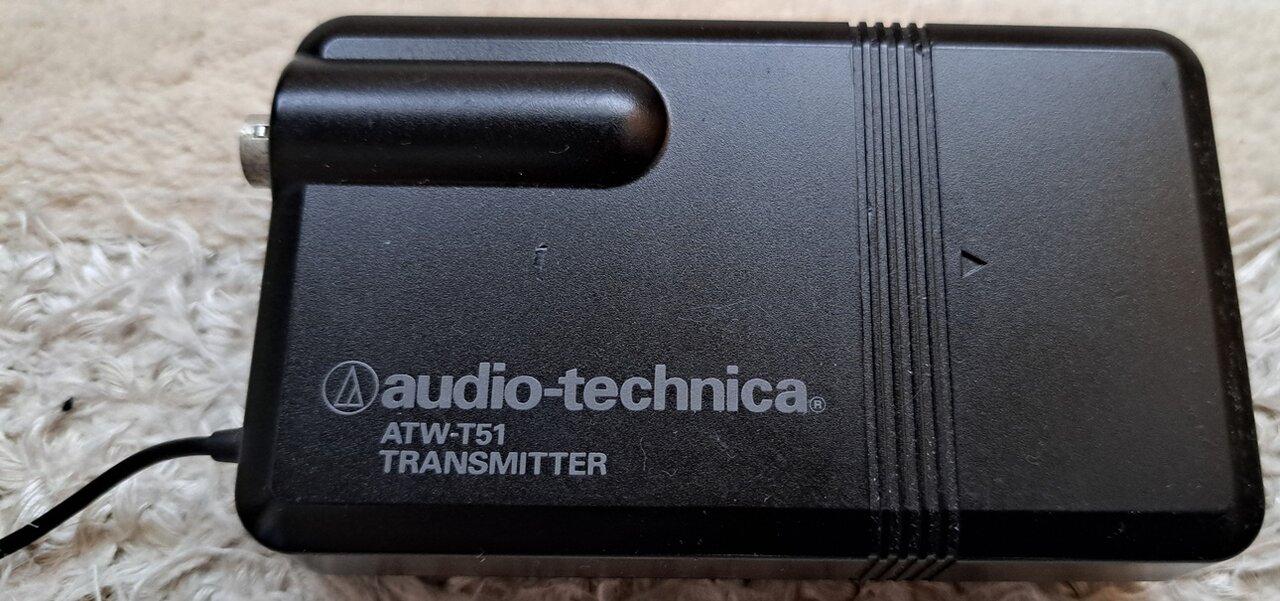 audio-technica®
ATW-T51
TRANSMITTER